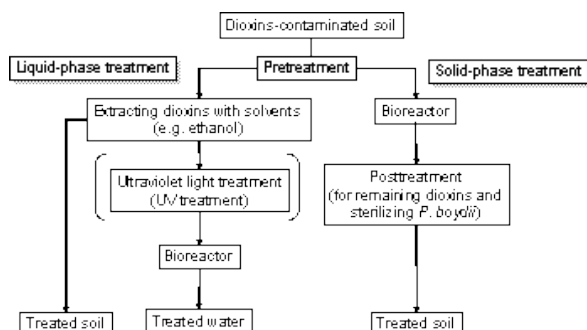 Dioxins-contaminated soil
Liquid-phase treatment
Pretreatment
Solid-phase treatment
Extracting dioxins with solvents
(e.g. ethanol)
Bioreactor
Ultraviolet light treatment
(UV treatment)
Posttreatment
(for remaining dioxins and
sterilizing P. boydii)
Bioreactor
Treated soil
Treated water
Treated soil